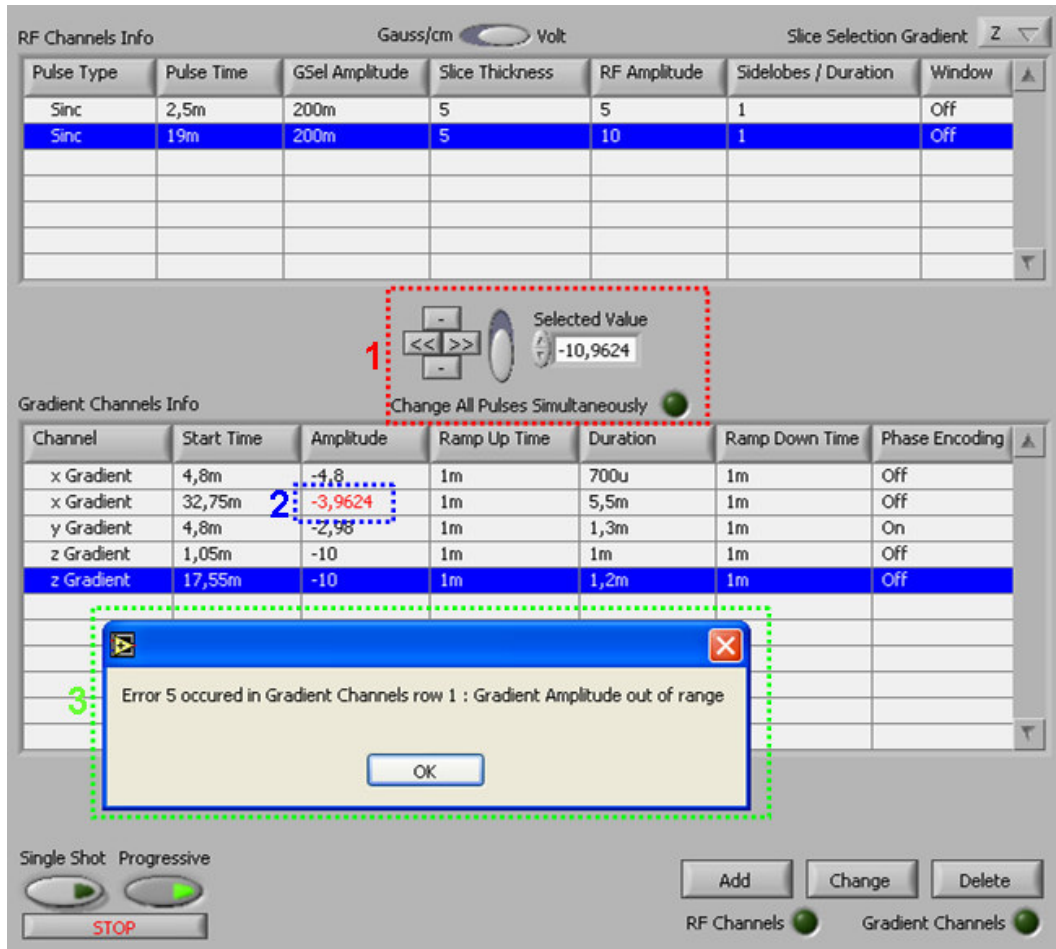 RF Channels Info Gauss/cm Volt Slice Selection Gradient Z
Pulse Type Pulse Time GSel Amplitude Slice Thickness RF Amplitude Sidelobes / Duration Window
Sinc 2,5m 200m 5 5 1 Off
Sinc 19m 200m 5 10 1 Off
-
Selected Value
1 << >> -10,9624
-
Gradient Channels Info Change All Pulses Simultaneously
Channel Start Time Amplitude Ramp Up Time Duration Ramp Down Time Phase Encoding
x Gradient 4,8m -4,8 1m 700u 1m Off
x Gradient 32,75m 2 -3,9624 1m 5,5m 1m Off
y Gradient 4,8m -2,98 1m 1,3m 1m On
z Gradient 1,05m -10 1m 1m 1m Off
z Gradient 17,55m -10 1m 1,2m 1m Off
3 Error 5 occured in Gradient Channels row 1 : Gradient Amplitude out of range
OK
Single Shot Progressive
Add Change Delete
STOP RF Channels Gradient Channels